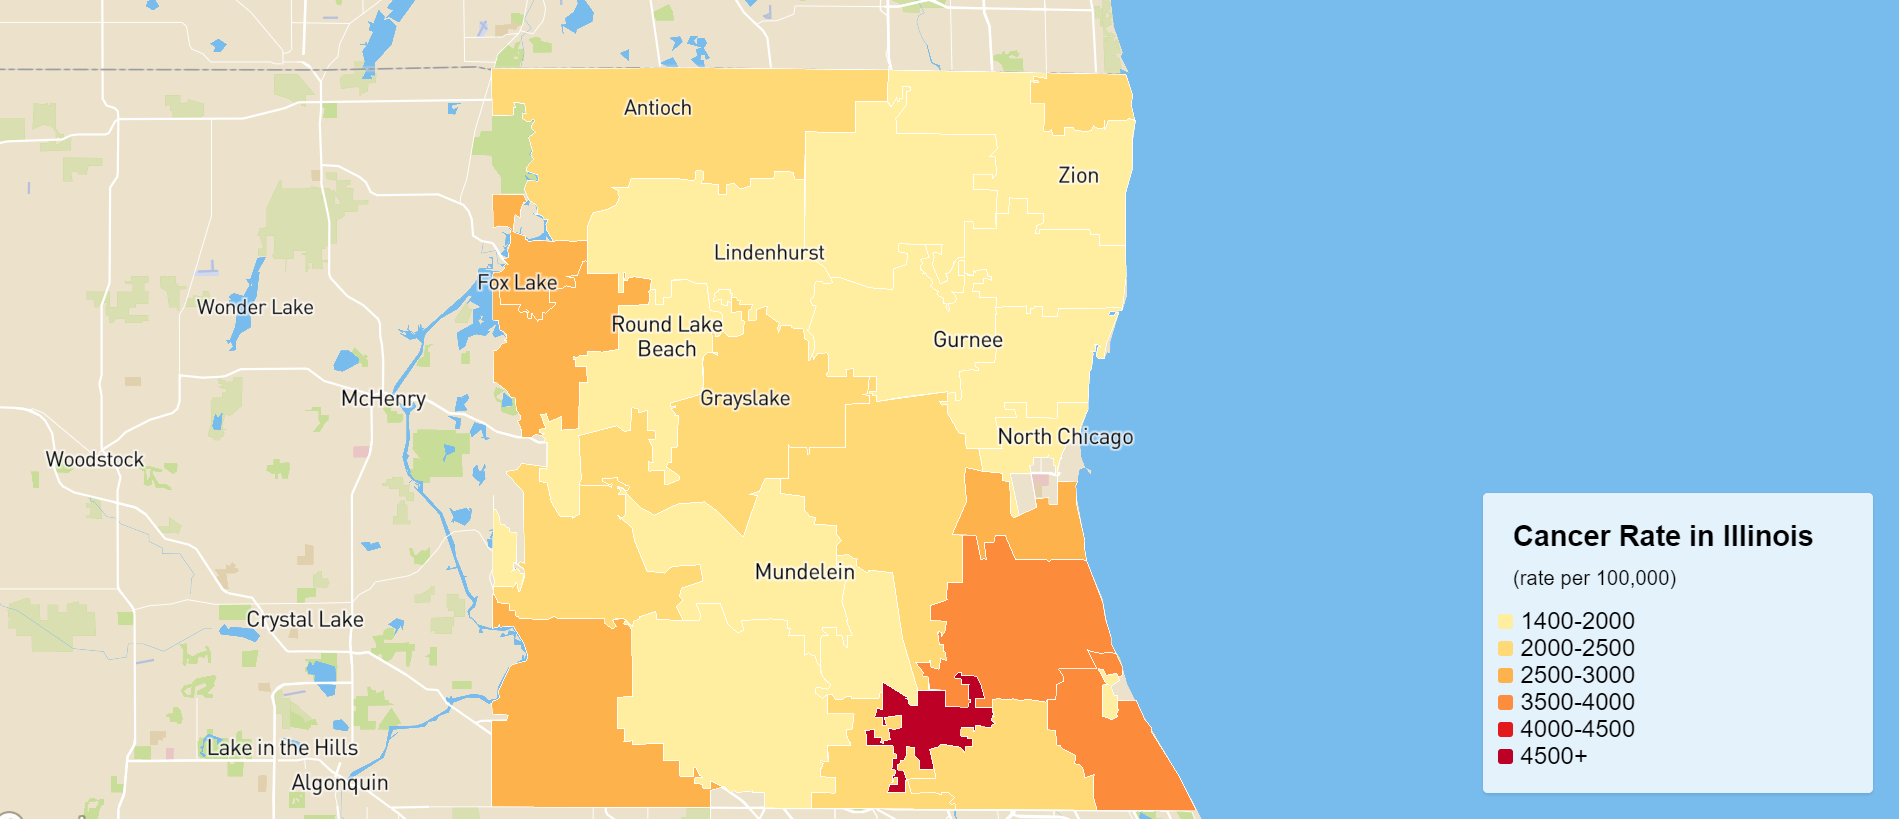 Antioch
Zion
Lindenhurst
Fox Lake
Wonder Lake
Round Lake
Beach
Gurnee
McHenry
Grayslake
North Chicago
Woodstock
Mundelein
Crystal Lake
Lake in the Hills
Algonquin
Cancer Rate in Illinois
(rate per 100,000)
1400-2000
2000-2500
2500-3000
3500-4000
4000-4500
4500+